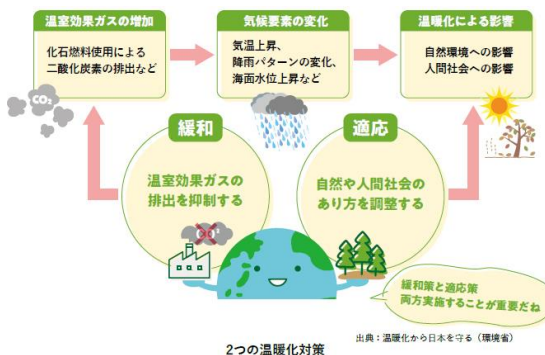 温室効果ガスの増加
化石燃料使用による
二酸化炭素の排出など
気候要素の変化
気温上昇、
降雨パターンの変化、
海面水位上昇など
温暖化による影響
自然環境への影響
人間社会への影響
CO₂
緩和
温室効果ガスの
排出を抑制する
適応
自然や人間社会の
あり方を調整する
CO²
緩和策と適応策
両方実施することが重要だね
出典：温暖化から日本を守る（環境省）
2つの温暖化対策